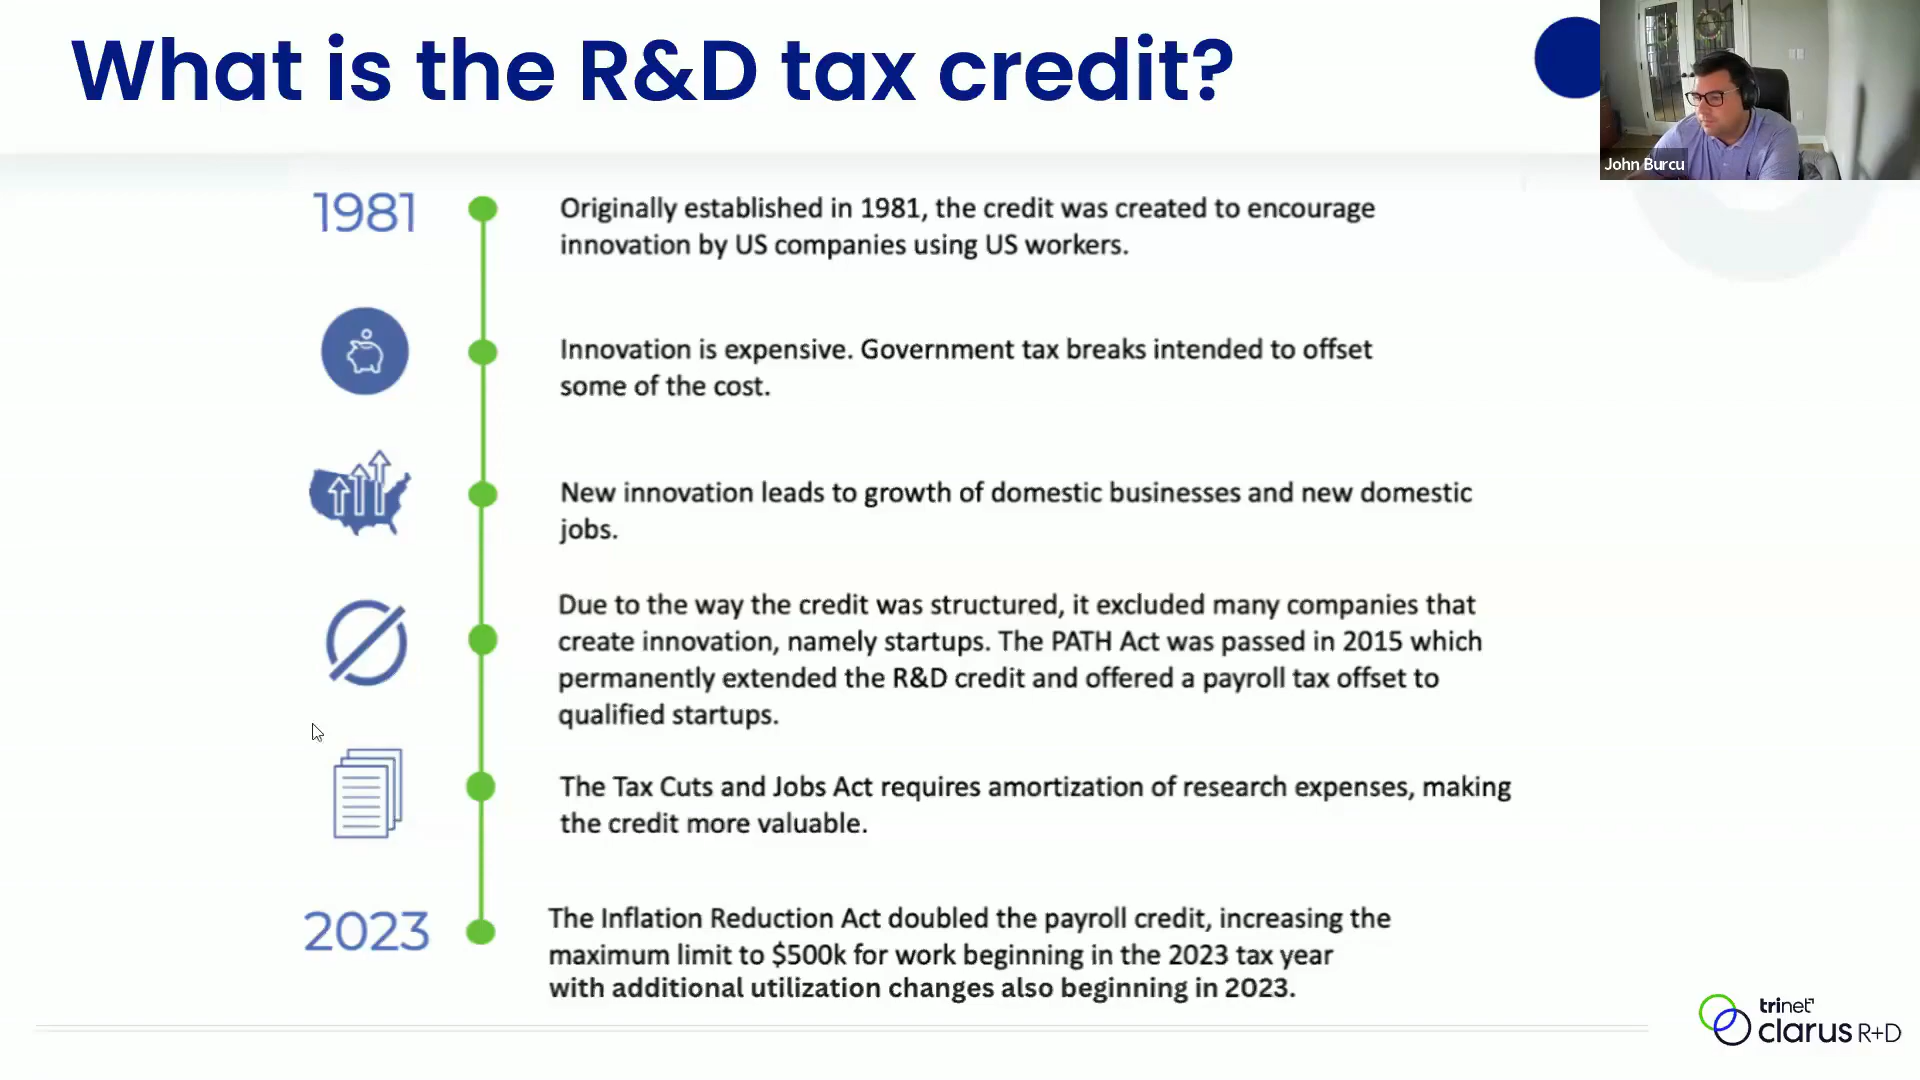 What is the R&D tax credit?
John Burcu
1981
Originally established in 1981, the credit was created to encourage
innovation by US companies using US workers.
Innovation is expensive. Government tax breaks intended to offset
some of the cost.
New innovation leads to growth of domestic businesses and new domestic
jobs.
Due to the way the credit was structured, it excluded many companies that
create innovation, namely startups. The PATH Act was passed in 2015 which
permanently extended the R&D credit and offered a payroll tax offset to
qualified startups.
The Tax Cuts and Jobs Act requires amortization of research expenses, making
the credit more valuable.
2023
The Inflation Reduction Act doubled the payroll credit, increasing the
maximum limit to $500k for work beginning in the 2023 tax year
with additional utilization changes also beginning in 2023.
trinet
clarus R+D